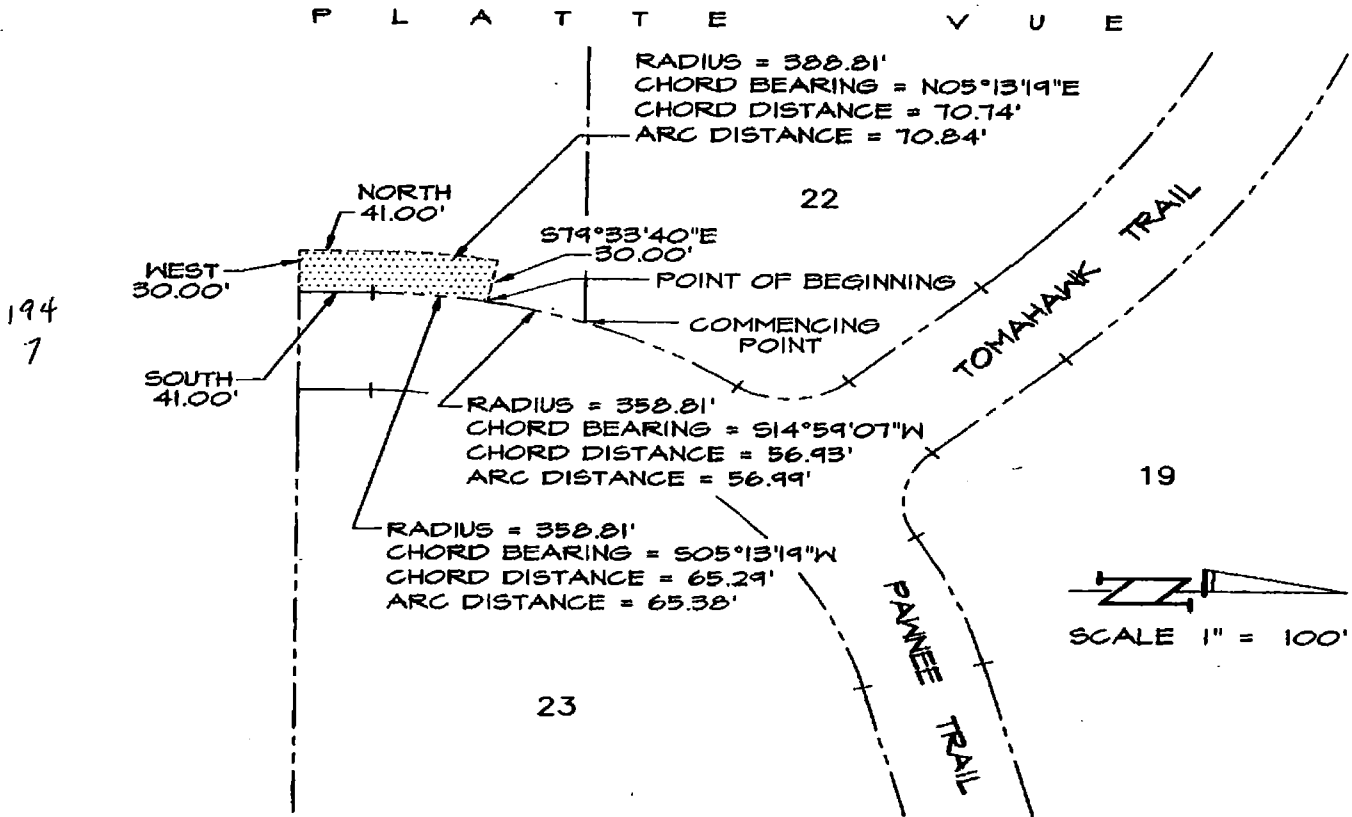 PLATTE VUE
RADIUS = 388.81'
CHORD BEARING = N05°13'19"E
CHORD DISTANCE = 70.74'
ARC DISTANCE = 70.84'
22
NORTH
41.00'
S79°33'40"E
30.00'
WEST
30.00'
POINT OF BEGINNING
COMMENCING
POINT
TOMAHAWK TRAIL
194
7
SOUTH
41.00'
RADIUS = 358.81'
CHORD BEARING = S14°59'07"W
CHORD DISTANCE = 56.93'
ARC DISTANCE = 56.99'
19
RADIUS = 358.81'
CHORD BEARING = S05°13'19"W
CHORD DISTANCE = 65.29'
ARC DISTANCE = 65.38'
PAWNEE TRAIL
SCALE 1" = 100'
23